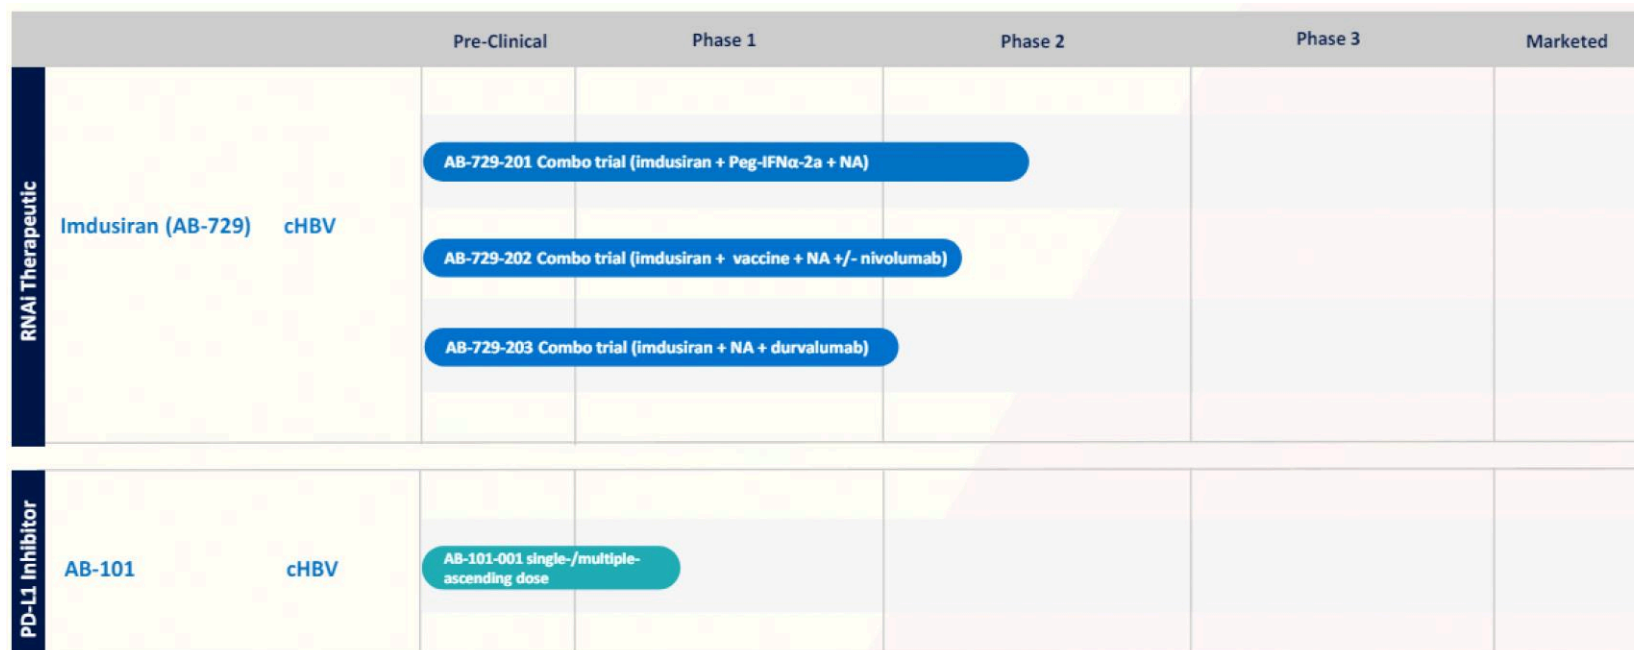 Pre-Clinical Phase 1 Phase 2 Phase 3 Marketed
RNAi Therapeutic
Imdusiran (AB-729) cHBV
AB-729-201 Combo trial (imdusiran + Peg-IFNα-2a + NA)
AB-729-202 Combo trial (imdusiran + vaccine + NA +/- nivolumab)
AB-729-203 Combo trial (imdusiran + NA + durvalumab)
PD-L1 Inhibitor
AB-101 cHBV
AB-101-001 single-/multiple-
ascending dose